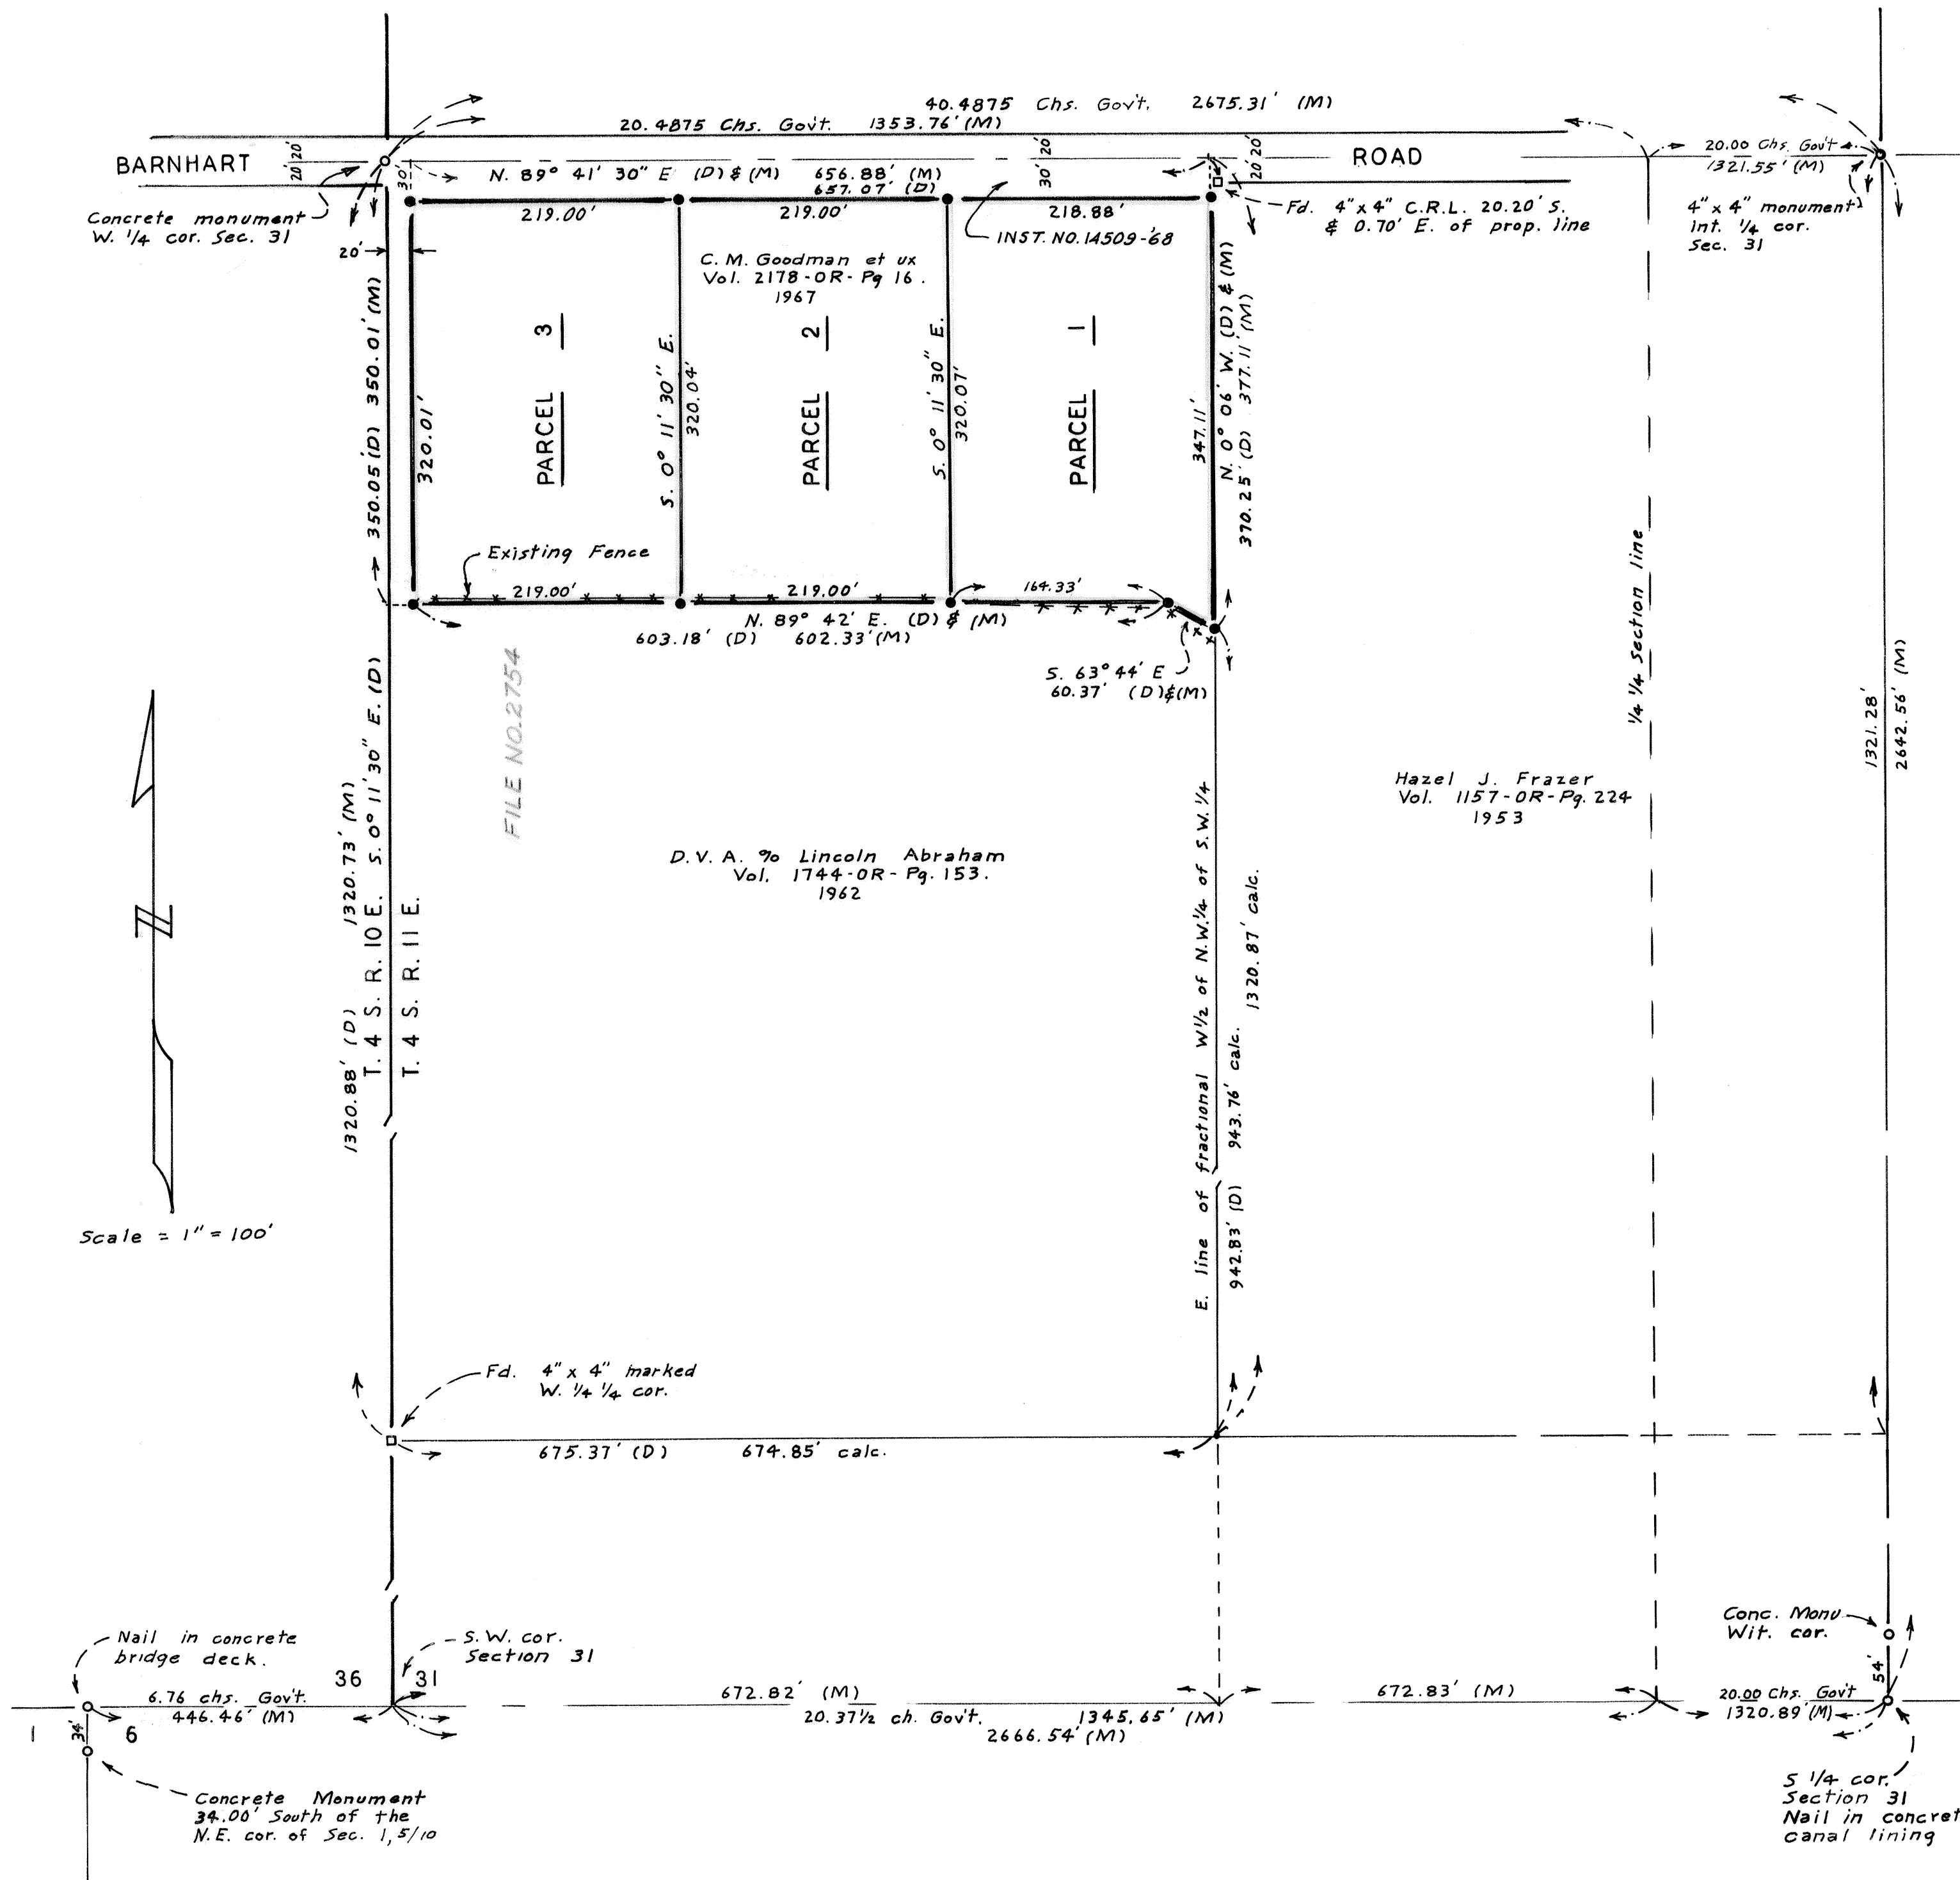 40.4875 Chs. Gov't. 2675.31' (M)
20.4875 Chs. Gov't. 1353.76' (M)
BARNHART
20' 20'
30'
N. 89° 41' 30" E (D) & (M) 656.88' (M)
657.07' (D)
30' 20'
20' 20'
ROAD
20.00 Chs. Gov't
1321.55' (M)
Concrete monument
W. 1/4 cor. Sec. 31
219.00'
219.00'
218.88'
INST. NO. 14509-'68
Fd. 4"x 4" C.R.L. 20.20' S.
& 0.70' E. of prop. line
4" x 4" monument
Int. 1/4 cor.
Sec. 31
20'
C. M. Goodman et ux
Vol. 2178-OR-Pg 16.
1967
350.05'(D) 350.01'(M)
320.01'
PARCEL 3
S. 0° 11' 30" E.
320.04'
PARCEL 2
S. 0° 11' 30" E.
320.07'
PARCEL 1
347.11'
N. 0° 06' W. (D) & (M)
370.25' (D) 377.11' (M)
Existing Fence
219.00'
219.00'
164.33'
N. 89° 42' E. (D) & (M)
603.18' (D) 602.33' (M)
S. 63° 44' E
60.37' (D)&(M)
FILE NO. 2754
1/4 1/4 Section line
1321.28'
2642.56' (M)
Hazel J. Frazer
Vol. 1157-OR-Pg. 224
1953
D.V.A. % Lincoln Abraham
Vol. 1744-OR-Pg. 153.
1962
1320.88' (D) 1320.73' (M)
T. 4 S. R. 10 E. S. 0° 11' 30" E. (D)
T. 4 S. R. 11 E.
E. line of fractional W1/2 of N.W.1/4 of S.W.1/4
942.83' (D) 943.76' calc.
1320.87' calc.
N
Scale = 1" = 100'
Fd. 4" x 4" marked
W. 1/4 1/4 cor.
675.37' (D) 674.85' calc.
Nail in concrete
bridge deck.
S.W. cor.
Section 31
36 31
6.76 chs. Gov't.
446.46' (M)
1 34' 6
672.82' (M)
20.37 1/2 ch. Gov't. 1345.65' (M)
2666.54' (M)
672.83' (M)
Conc. Monu
Wit. cor.
54'
20.00 Chs. Gov't
1320.89' (M)
Concrete Monument
34.00' South of the
N.E. cor. of Sec. 1, 5/10
S 1/4 cor.
Section 31
Nail in concret
canal lining